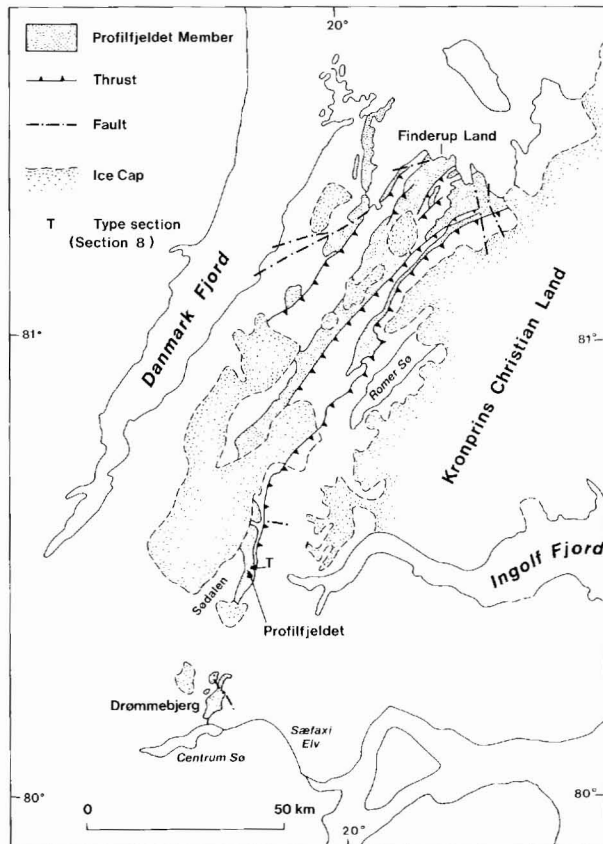 20°
Profilfjeldet Member
Thrust
Fault
Ice Cap
T Type section
(Section 8)
Finderup Land
Danmark Fjord
81°
81°
Romer Sø
Kronprins Christian Land
Ingolf Fjord
T
Sødalen
Profilfjeldet
Drømmebjerg
Sæfaxi
Elv
Centrum Sø
80°
80°
0 50 km
20°